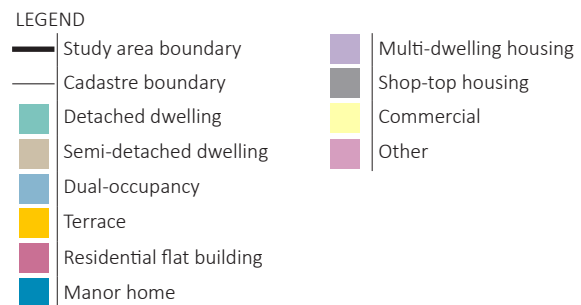 LEGEND
Study area boundary
Cadastre boundary
Detached dwelling
Semi-detached dwelling
Dual-occupancy
Terrace
Residential flat building
Manor home
Multi-dwelling housing
Shop-top housing
Commercial
Other